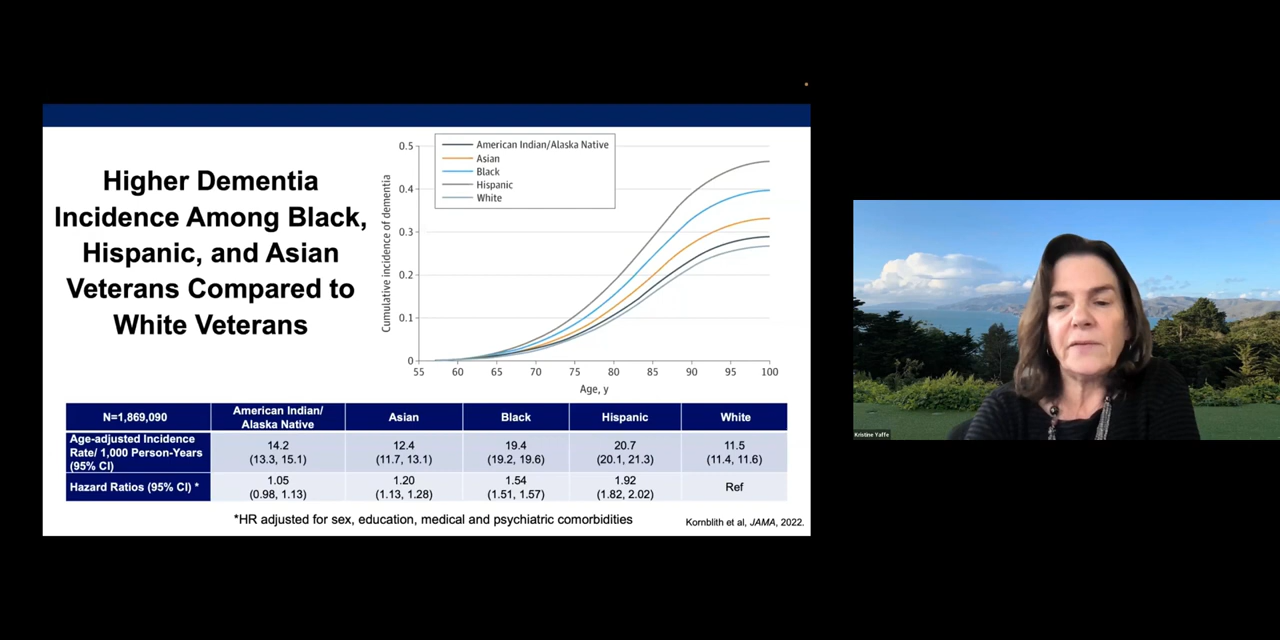 Higher Dementia
Incidence Among Black,
Hispanic, and Asian
Veterans Compared to
White Veterans
Cumulative incidence of dementia
0.5
0.4
0.3
0.2
0.1
0
American Indian/Alaska Native
Asian
Black
Hispanic
White
55 60 65 70 75 80 85 90 95 100
Age, y
N=1,869,090 American Indian/ Alaska Native Asian Black Hispanic White
Age-adjusted Incidence Rate/ 1,000 Person-Years (95% CI) 14.2 (13.3, 15.1) 12.4 (11.7, 13.1) 19.4 (19.2, 19.6) 20.7 (20.1, 21.3) 11.5 (11.4, 11.6)
Hazard Ratios (95% CI) * 1.05 (0.98, 1.13) 1.20 (1.13, 1.28) 1.54 (1.51, 1.57) 1.92 (1.82, 2.02) Ref
*HR adjusted for sex, education, medical and psychiatric comorbidities
Kornblith et al, JAMA, 2022.
Kristine Yaffe